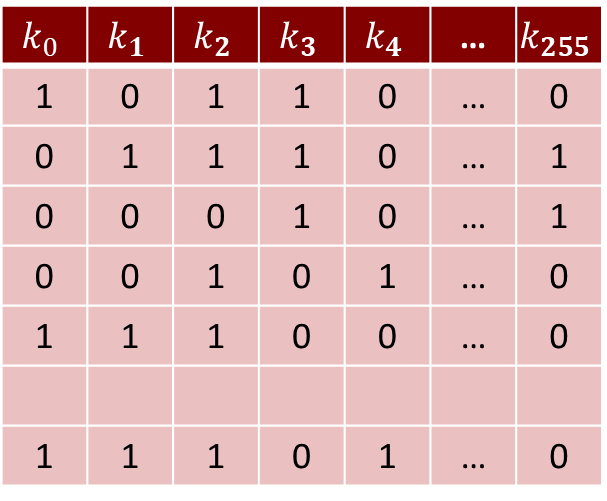 k₀ k₁ k₂ k₃ k₄ ... k₂₅₅
1 0 1 1 0 ... 0
0 1 1 1 0 ... 1
0 0 0 1 0 ... 1
0 0 1 0 1 ... 0
1 1 1 0 0 ... 0
1 1 1 0 1 ... 0